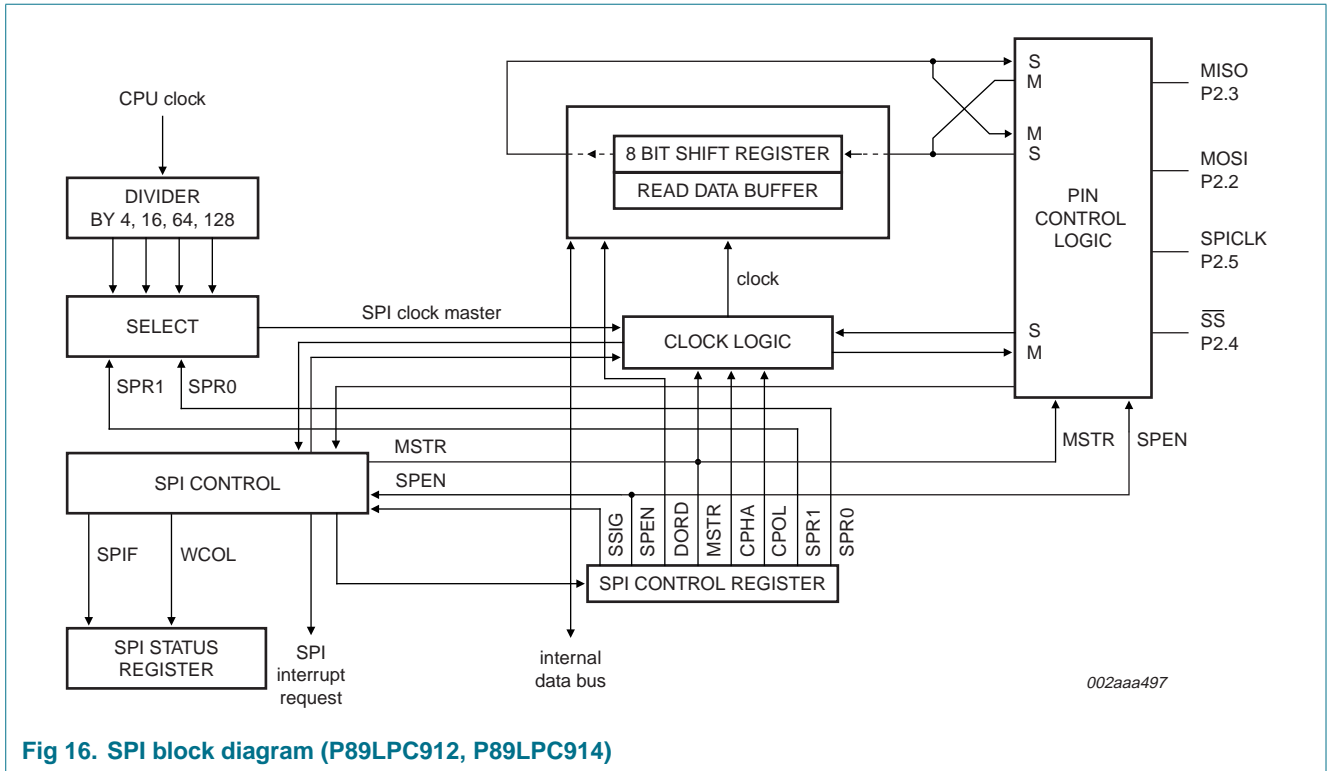 CPU clock
DIVIDER
BY 4, 16, 64, 128
SELECT
SPI clock master
SPR1
SPR0
8 BIT SHIFT REGISTER
READ DATA BUFFER
clock
CLOCK LOGIC
S
M
M
S
S
M
PIN
CONTROL
LOGIC
MISO
P2.3
MOSI
P2.2
SPICLK
P2.5
SS
P2.4
MSTR
SPEN
MSTR
SPEN
SPI CONTROL
SSIG
SPEN
DORD
MSTR
CPHA
CPOL
SPR1
SPR0
SPI CONTROL REGISTER
SPIF
WCOL
SPI STATUS
REGISTER
SPI
interrupt
request
internal
data bus
002aaa497
Fig 16. SPI block diagram (P89LPC912, P89LPC914)